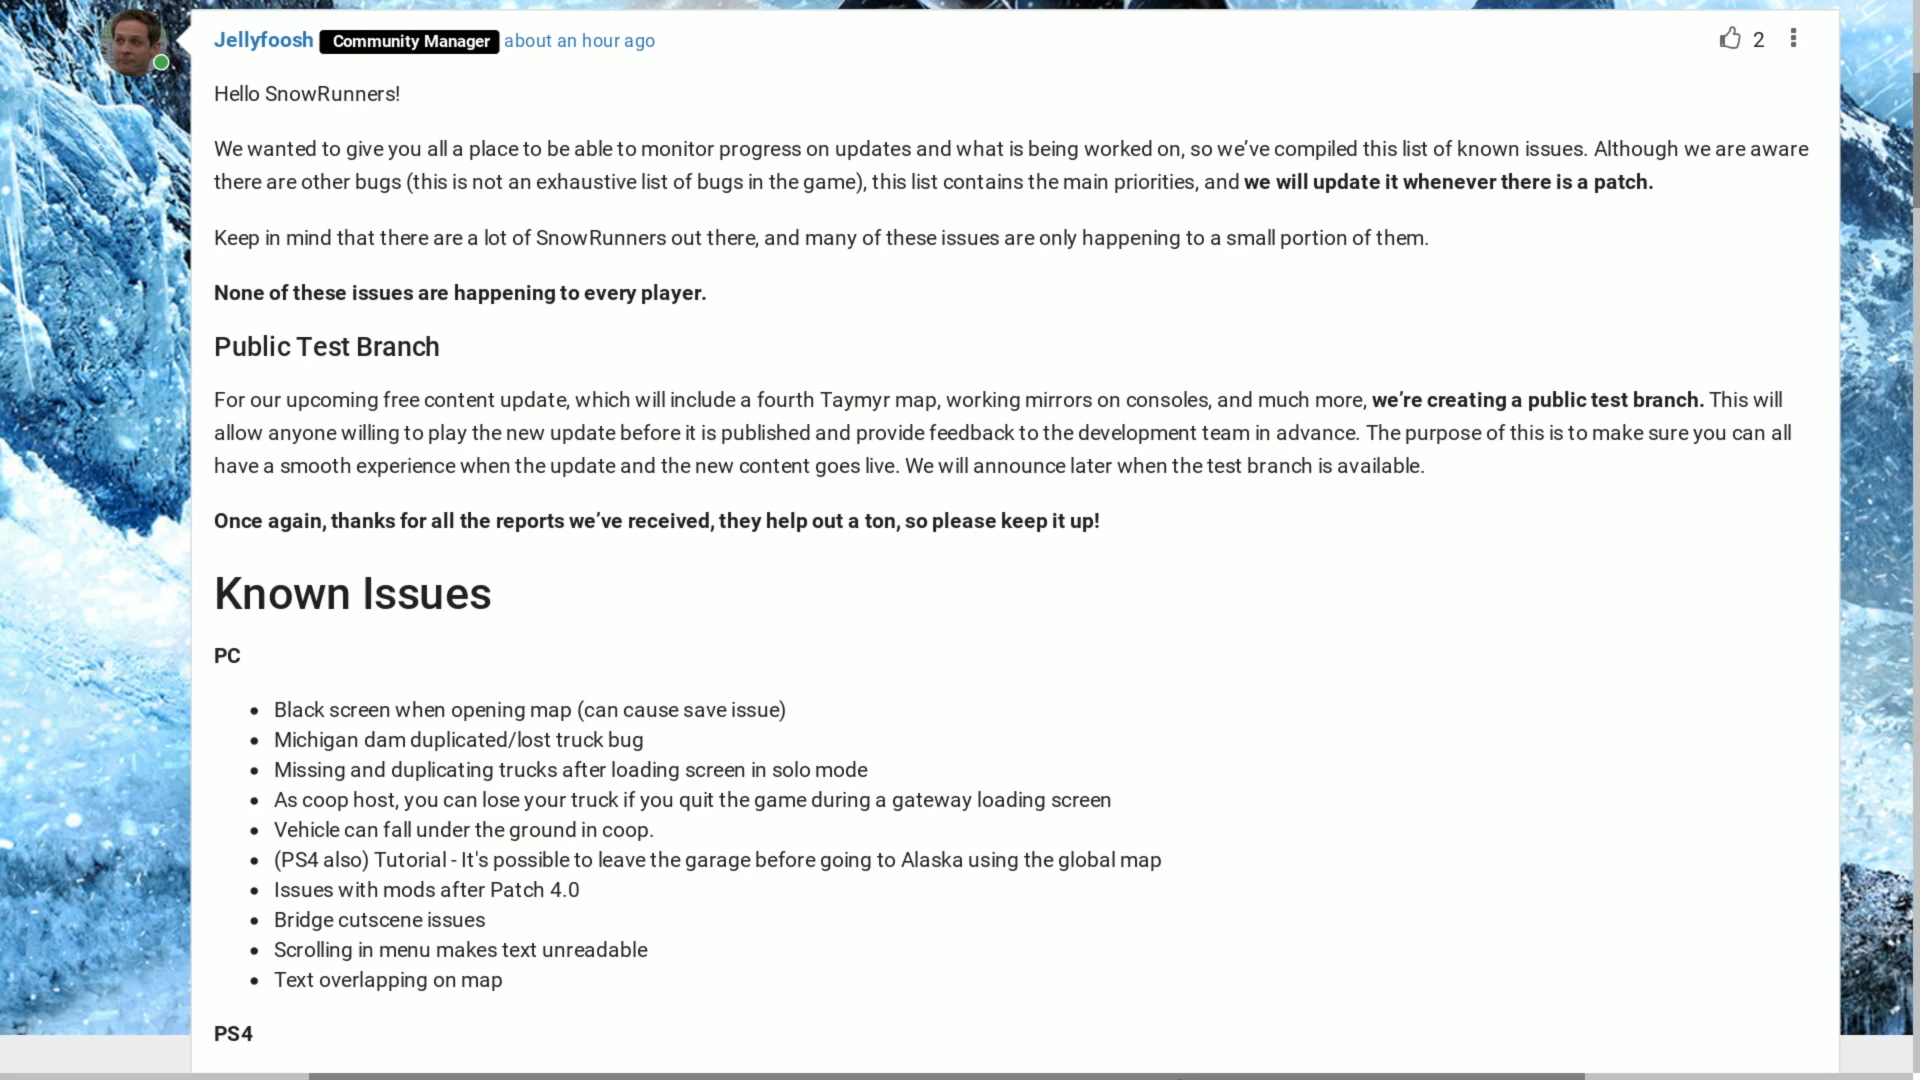 Jellyfoosh Community Manager about an hour ago 2
Hello SnowRunners!
We wanted to give you all a place to be able to monitor progress on updates and what is being worked on, so we’ve compiled this list of known issues. Although we are aware
there are other bugs (this is not an exhaustive list of bugs in the game), this list contains the main priorities, and we will update it whenever there is a patch.
Keep in mind that there are a lot of SnowRunners out there, and many of these issues are only happening to a small portion of them.
None of these issues are happening to every player.
Public Test Branch
For our upcoming free content update, which will include a fourth Taymyr map, working mirrors on consoles, and much more, we’re creating a public test branch. This will
allow anyone willing to play the new update before it is published and provide feedback to the development team in advance. The purpose of this is to make sure you can all
have a smooth experience when the update and the new content goes live. We will announce later when the test branch is available.
Once again, thanks for all the reports we’ve received, they help out a ton, so please keep it up!
Known Issues
PC
• Black screen when opening map (can cause save issue)
• Michigan dam duplicated/lost truck bug
• Missing and duplicating trucks after loading screen in solo mode
• As coop host, you can lose your truck if you quit the game during a gateway loading screen
• Vehicle can fall under the ground in coop.
• (PS4 also) Tutorial - It's possible to leave the garage before going to Alaska using the global map
• Issues with mods after Patch 4.0
• Bridge cutscene issues
• Scrolling in menu makes text unreadable
• Text overlapping on map
PS4